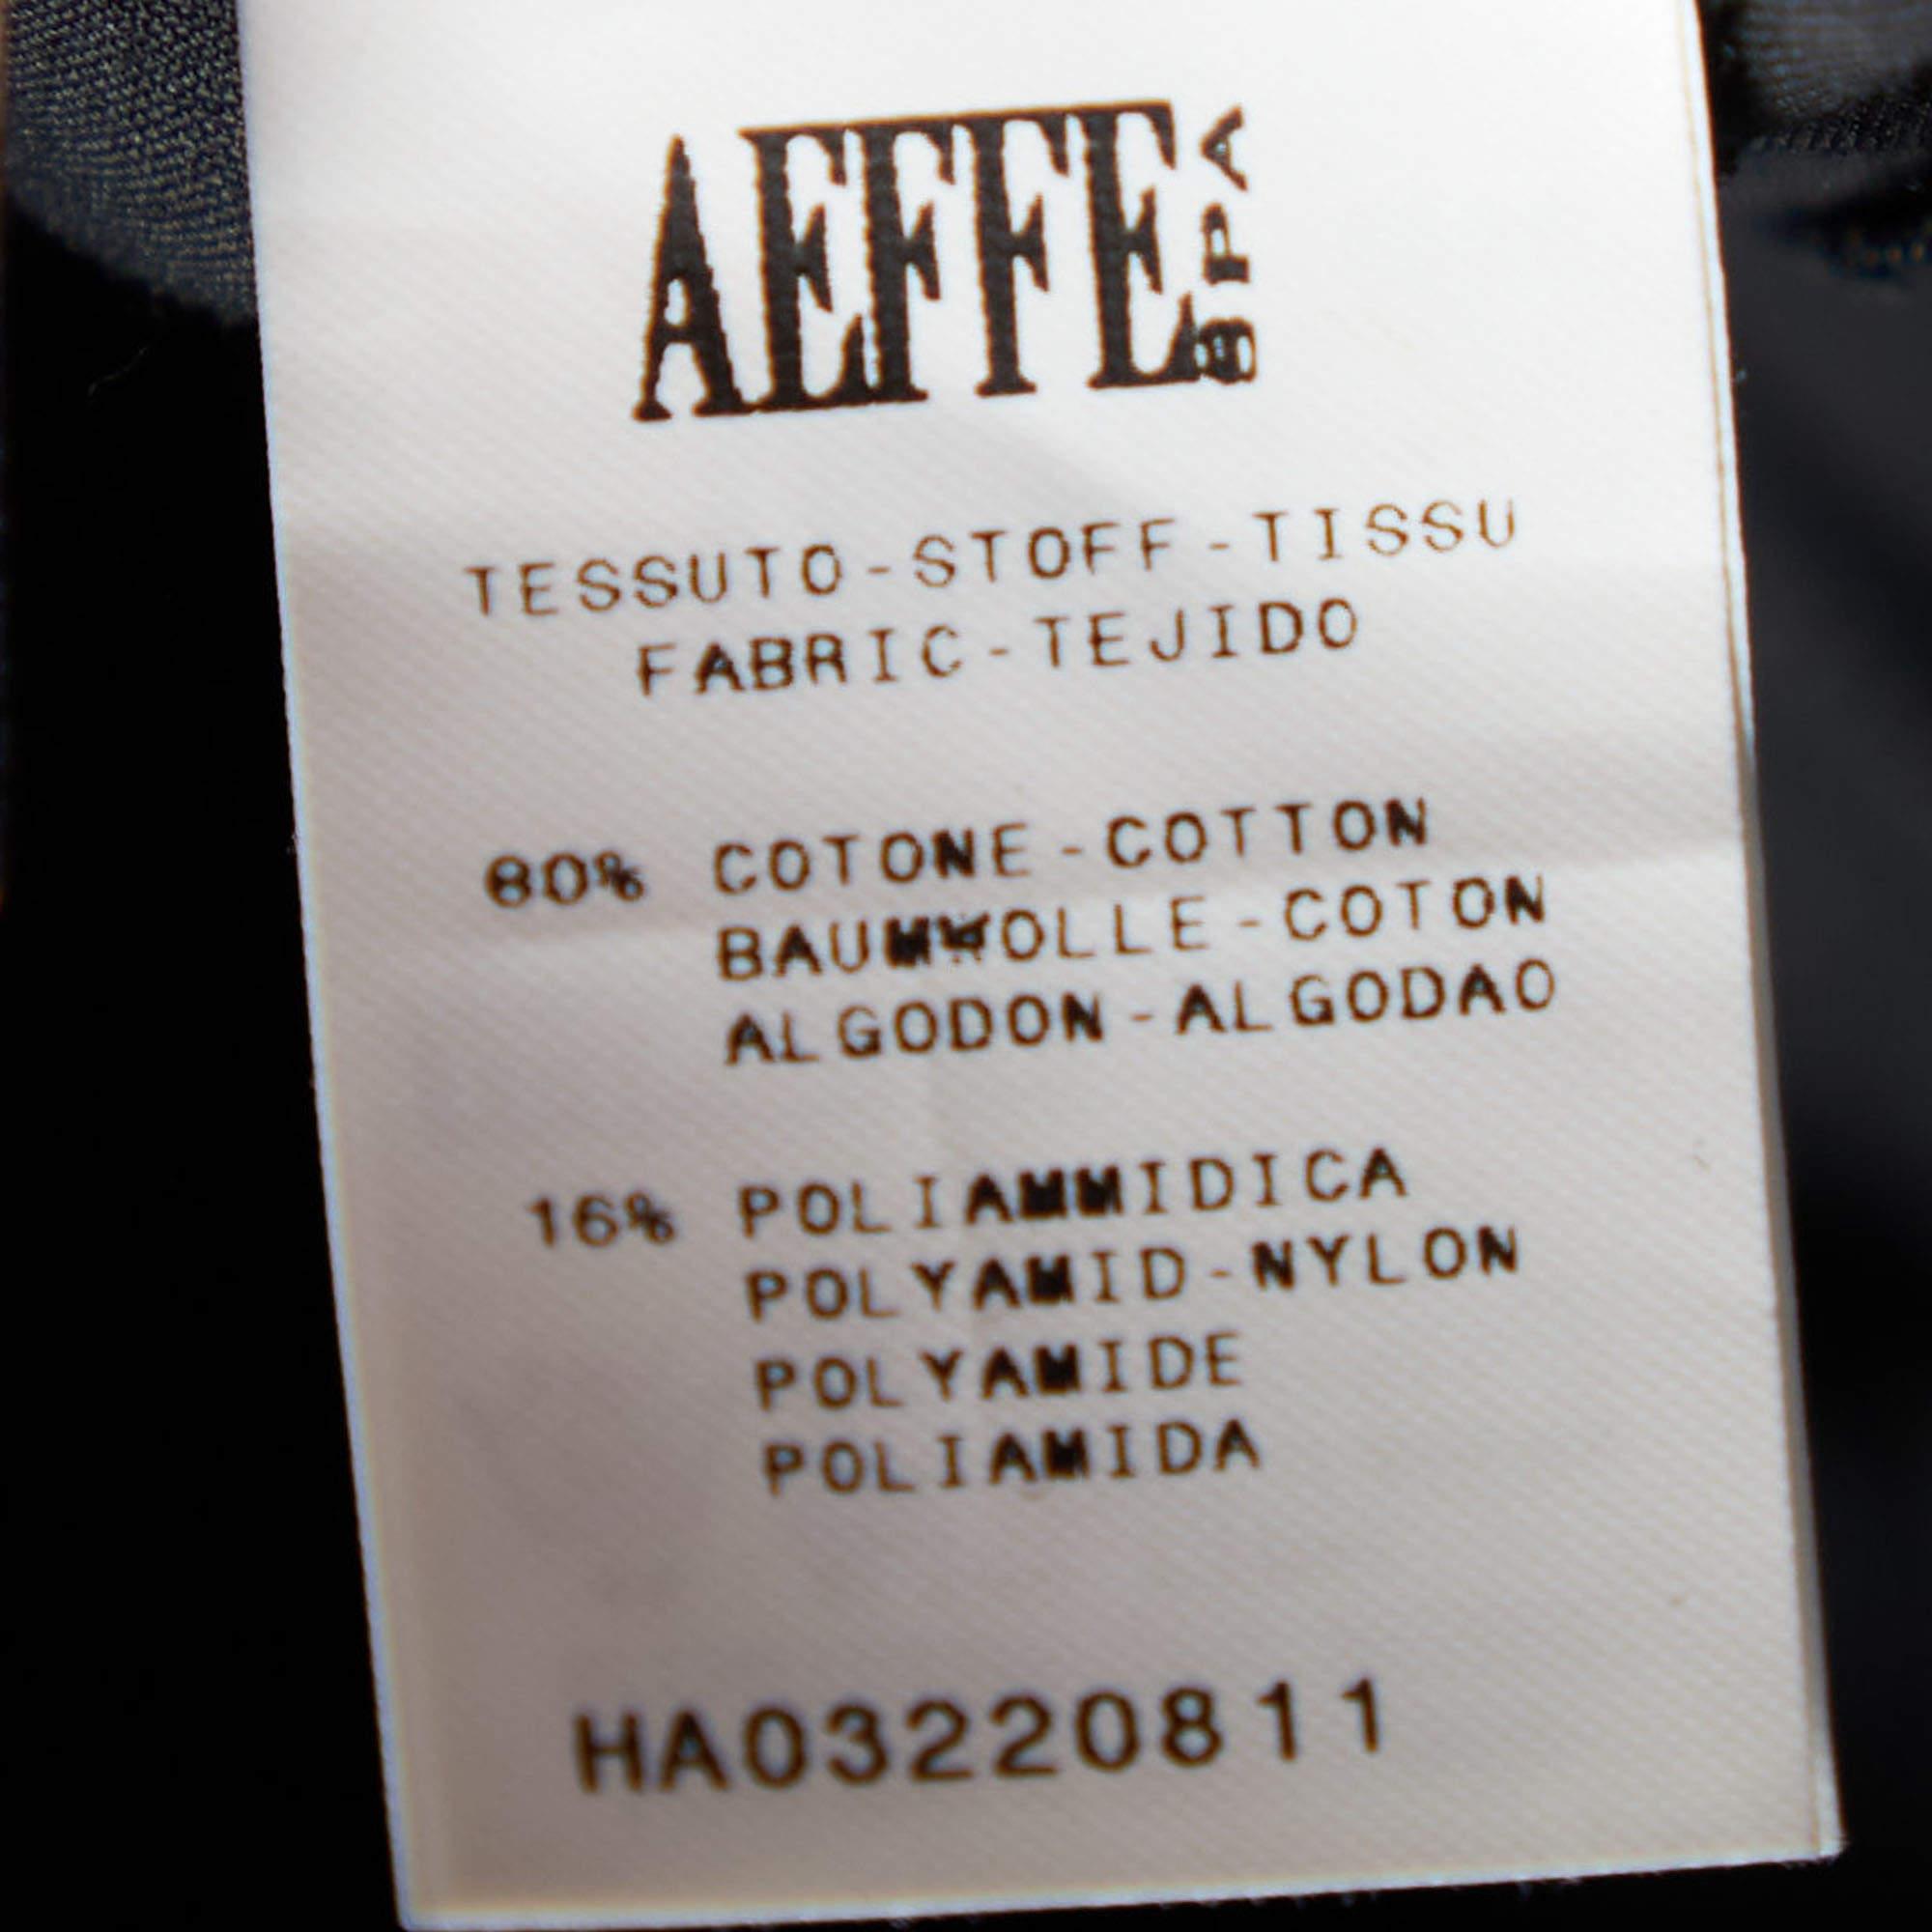 AEFFE SPA
TESSUTO-STOFF-TISSU
FABRIC-TEJIDO
80% COTONE-COTTON
BAUMWOLLE-COTON
ALGODON-ALGODAO
16% POLIAMMIDICA
POLYAMID-NYLON
POLYAMIDE
POLIAMIDA
HA03220811